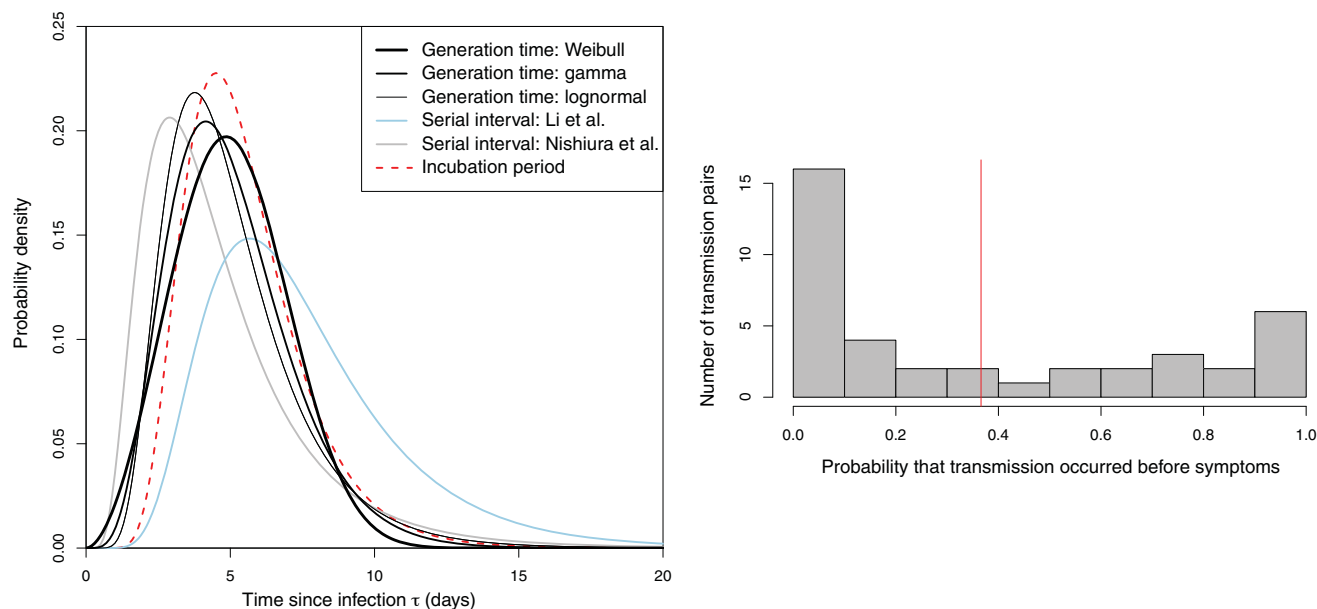 0.25
0.20
0.15
0.10
0.05
0.00
Probability density
0
5
10
15
20
Time since infection τ (days)
Generation time: Weibull
Generation time: gamma
Generation time: lognormal
Serial interval: Li et al.
Serial interval: Nishiura et al.
Incubation period
15
10
5
0
Number of transmission pairs
0.0
0.2
0.4
0.6
0.8
1.0
Probability that transmission occurred before symptoms